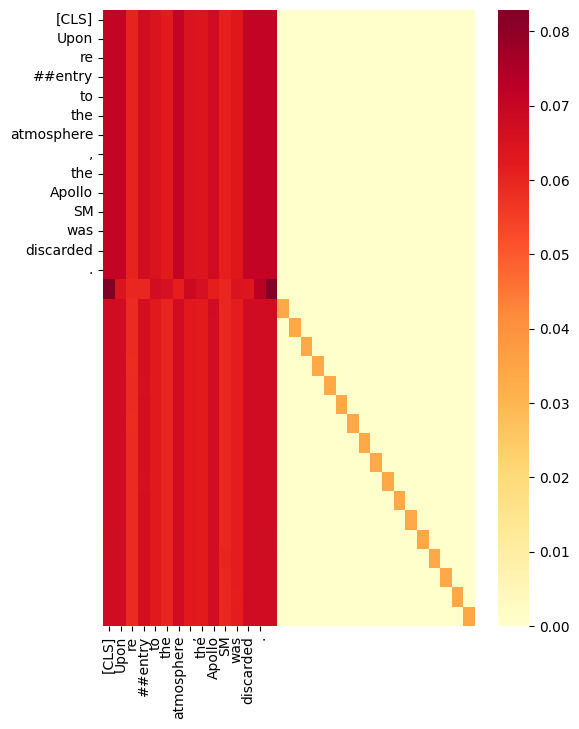 [CLS]
Upon
re
##entry
to
the
atmosphere
,
the
Apollo
SM
was
discarded
.
0.08
0.07
0.06
0.05
0.04
0.03
0.02
0.01
0.00
[CLS]
Upon
re
##entry
to
the
atmosphere
,
the
Apollo
SM
was
discarded
.